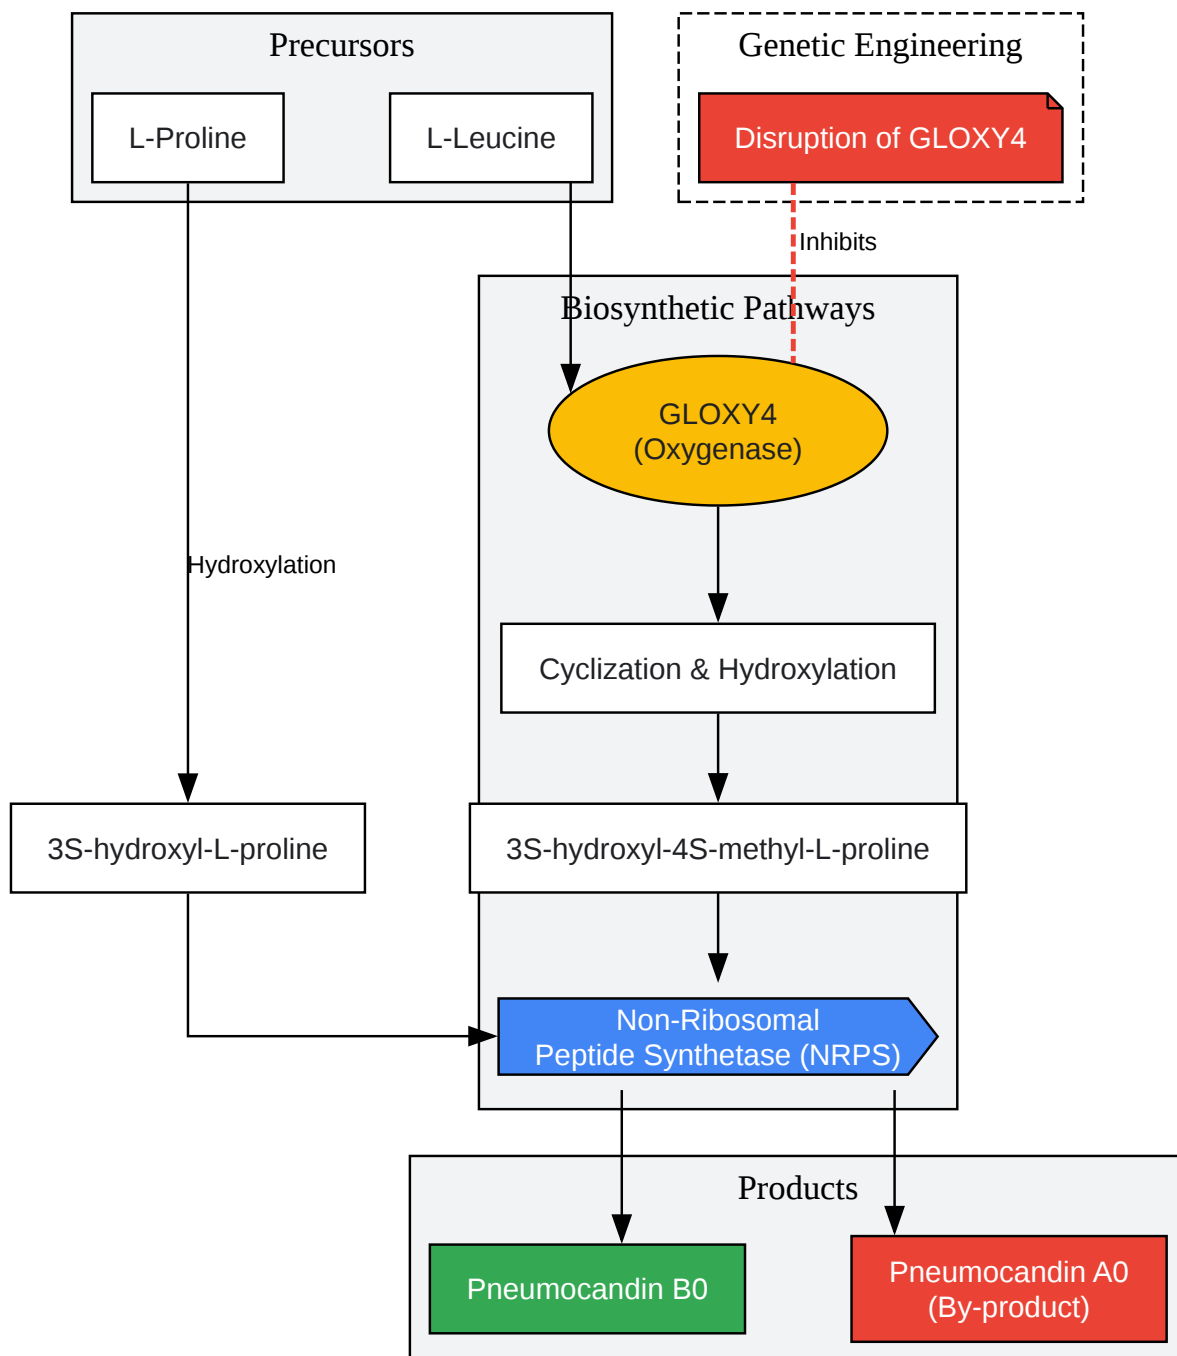 Precursors
Genetic Engineering
L-Proline
L-Leucine
Disruption of GLOXY4
Inhibits
Biosynthetic Pathways
GLOXY4
(Oxygenase)
Hydroxylation
Cyclization & Hydroxylation
3S-hydroxyl-L-proline
3S-hydroxyl-4S-methyl-L-proline
Non-Ribosomal
Peptide Synthetase (NRPS)
Products
Pneumocandin B0
Pneumocandin A0
(By-product)